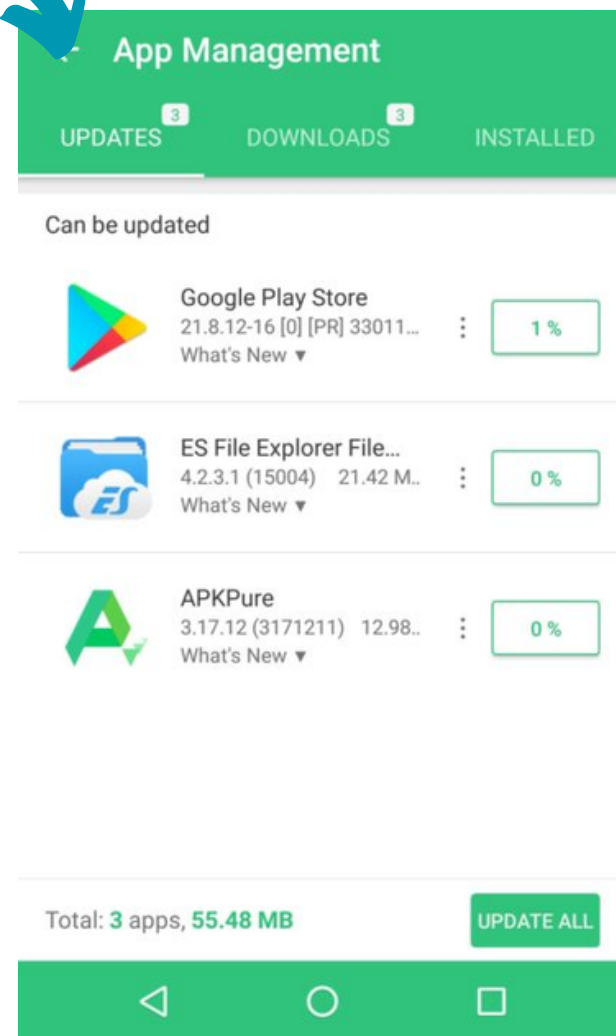 App Management
UPDATES 3 DOWNLOADS 3 INSTALLED
Can be updated
Google Play Store
21.8.12-16 [0] [PR] 33011...
What's New ▼
1 %
ES File Explorer File...
4.2.3.1 (15004) 21.42 M..
What's New ▼
0 %
ES
APKPure
3.17.12 (3171211) 12.98..
What's New ▼
0 %
Total: 3 apps, 55.48 MB
UPDATE ALL